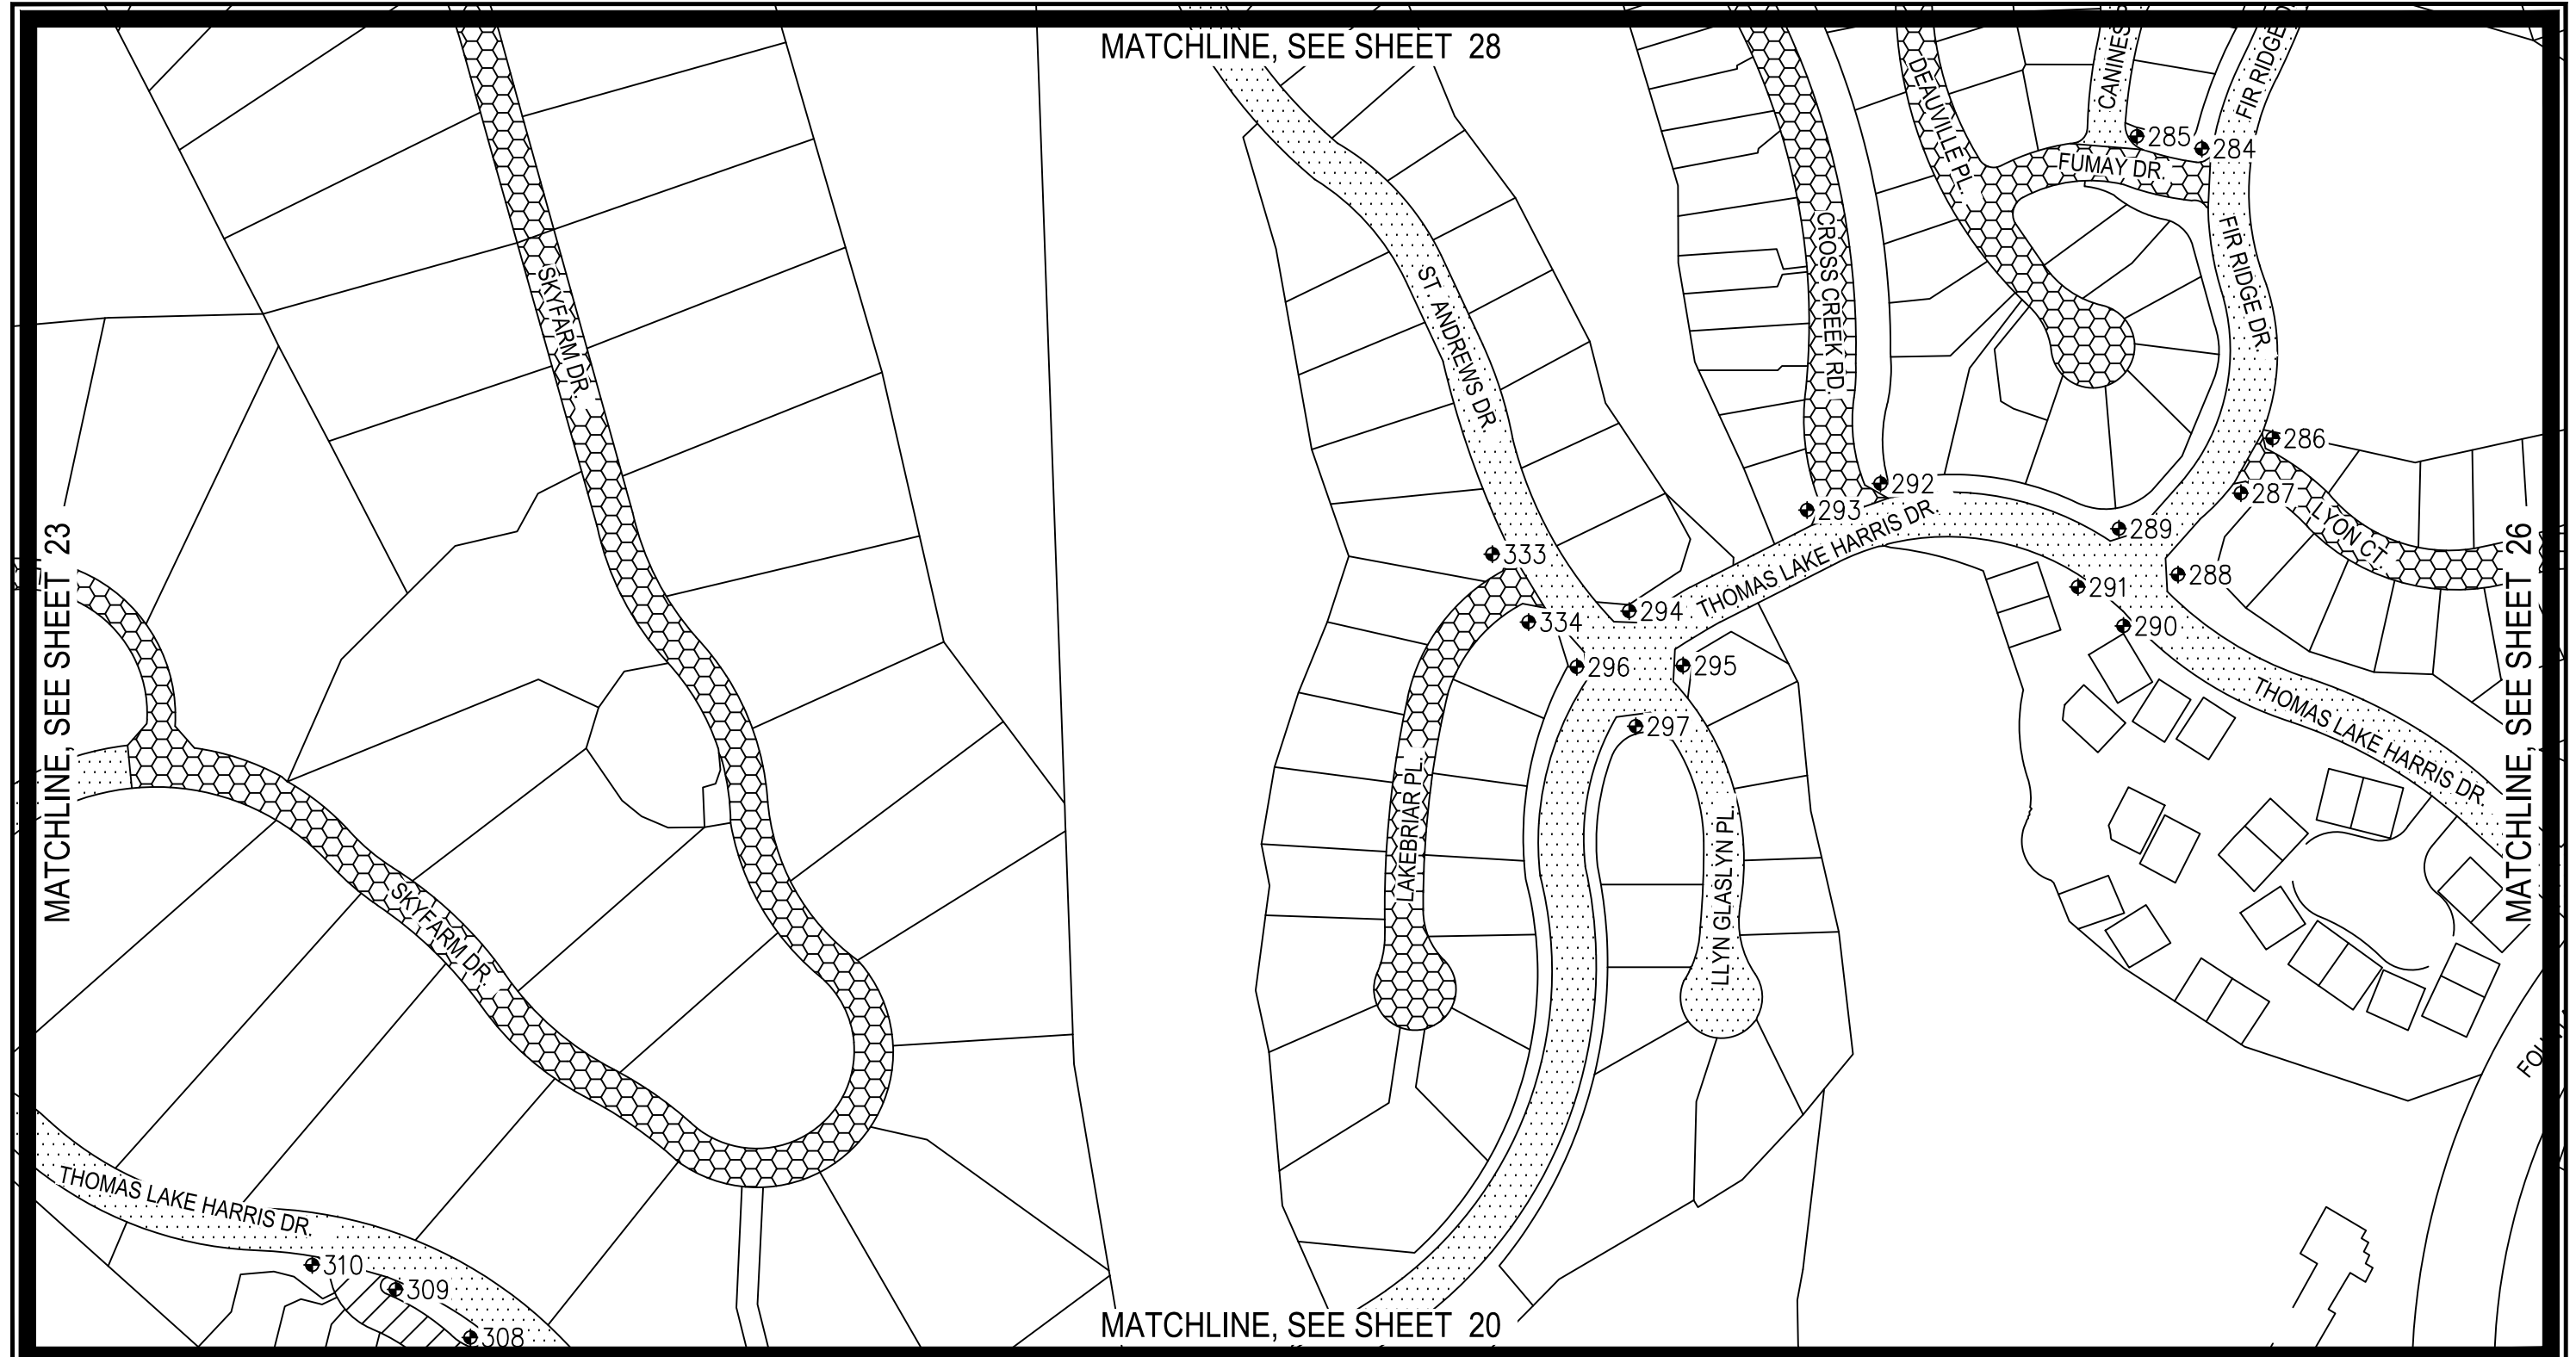 MATCHLINE, SEE SHEET 28
CANINES
FIR RIDGE
DEAUVILLE PL.
285
284
FUMAY DR.
CROSS CREEK RD.
FIR RIDGE DR.
SKYFARM DR.
ST. ANDREWS DR.
286
292
287
293
LYON CT.
289
THOMAS LAKE HARRIS DR.
333
288
291
294
334
290
296
295
MATCHLINE, SEE SHEET 23
MATCHLINE, SEE SHEET 26
297
THOMAS LAKE HARRIS DR.
LAKEBRIAR PL.
LLYN GLASLYN PL.
SKYFARM DR.
THOMAS LAKE HARRIS DR.
310
309
308
MATCHLINE, SEE SHEET 20